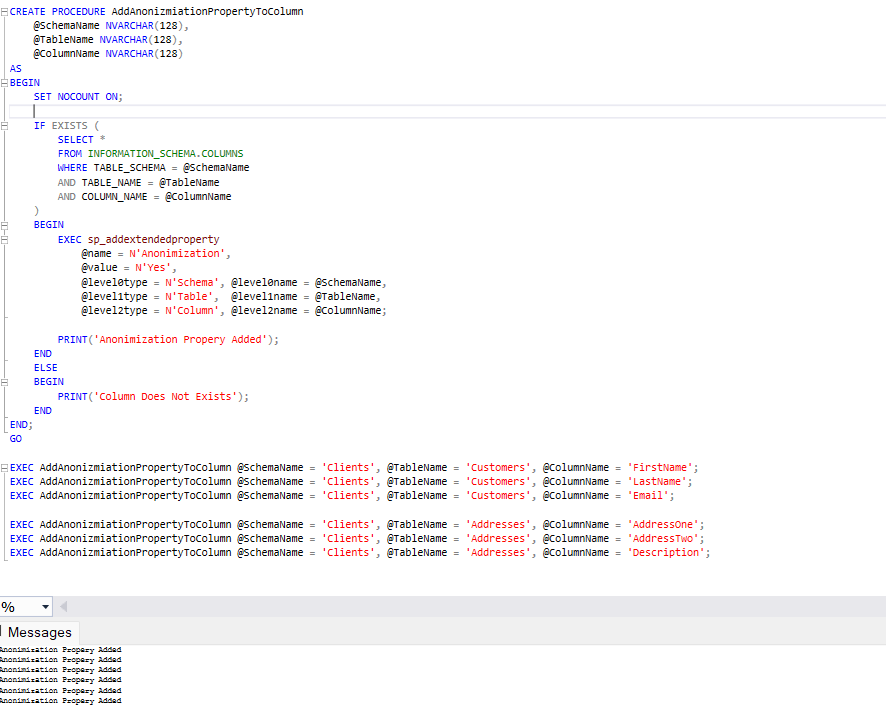 CREATE PROCEDURE AddAnonizmiationPropertyToColumn
@SchemaName NVARCHAR(128),
@TableName NVARCHAR(128),
@ColumnName NVARCHAR(128)
AS
BEGIN
SET NOCOUNT ON;
IF EXISTS (
SELECT *
FROM INFORMATION_SCHEMA.COLUMNS
WHERE TABLE_SCHEMA = @SchemaName
AND TABLE_NAME = @TableName
AND COLUMN_NAME = @ColumnName
)
BEGIN
EXEC sp_addextendedproperty
@name = N'Anonimization',
@value = N'Yes',
@level0type = N'Schema', @level0name = @SchemaName,
@level1type = N'Table', @level1name = @TableName,
@level2type = N'Column', @level2name = @ColumnName;
PRINT('Anonimization Propery Added');
END
ELSE
BEGIN
PRINT('Column Does Not Exists');
END
END;
GO
EXEC AddAnonizmiationPropertyToColumn @SchemaName = 'Clients', @TableName = 'Customers', @ColumnName = 'FirstName';
EXEC AddAnonizmiationPropertyToColumn @SchemaName = 'Clients', @TableName = 'Customers', @ColumnName = 'LastName';
EXEC AddAnonizmiationPropertyToColumn @SchemaName = 'Clients', @TableName = 'Customers', @ColumnName = 'Email';
EXEC AddAnonizmiationPropertyToColumn @SchemaName = 'Clients', @TableName = 'Addresses', @ColumnName = 'AddressOne';
EXEC AddAnonizmiationPropertyToColumn @SchemaName = 'Clients', @TableName = 'Addresses', @ColumnName = 'AddressTwo';
EXEC AddAnonizmiationPropertyToColumn @SchemaName = 'Clients', @TableName = 'Addresses', @ColumnName = 'Description';
%
Messages
Anonimization Propery Added
Anonimization Propery Added
Anonimization Propery Added
Anonimization Propery Added
Anonimization Propery Added
Anonimization Propery Added